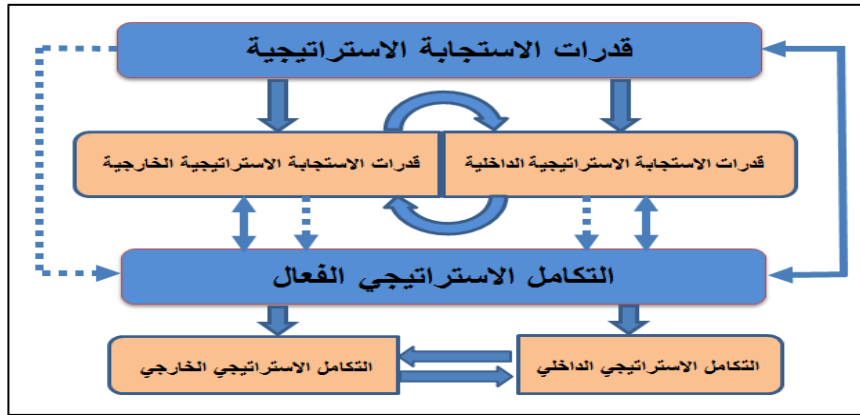 قدرات الاستجابة الاستراتيجية
قدرات الاستجابة الاستراتيجية الداخلية
قدرات الاستجابة الاستراتيجية الخارجية
التكامل الاستراتيجي الفعال
التكامل الاستراتيجي الداخلي
التكامل الاستراتيجي الخارجي